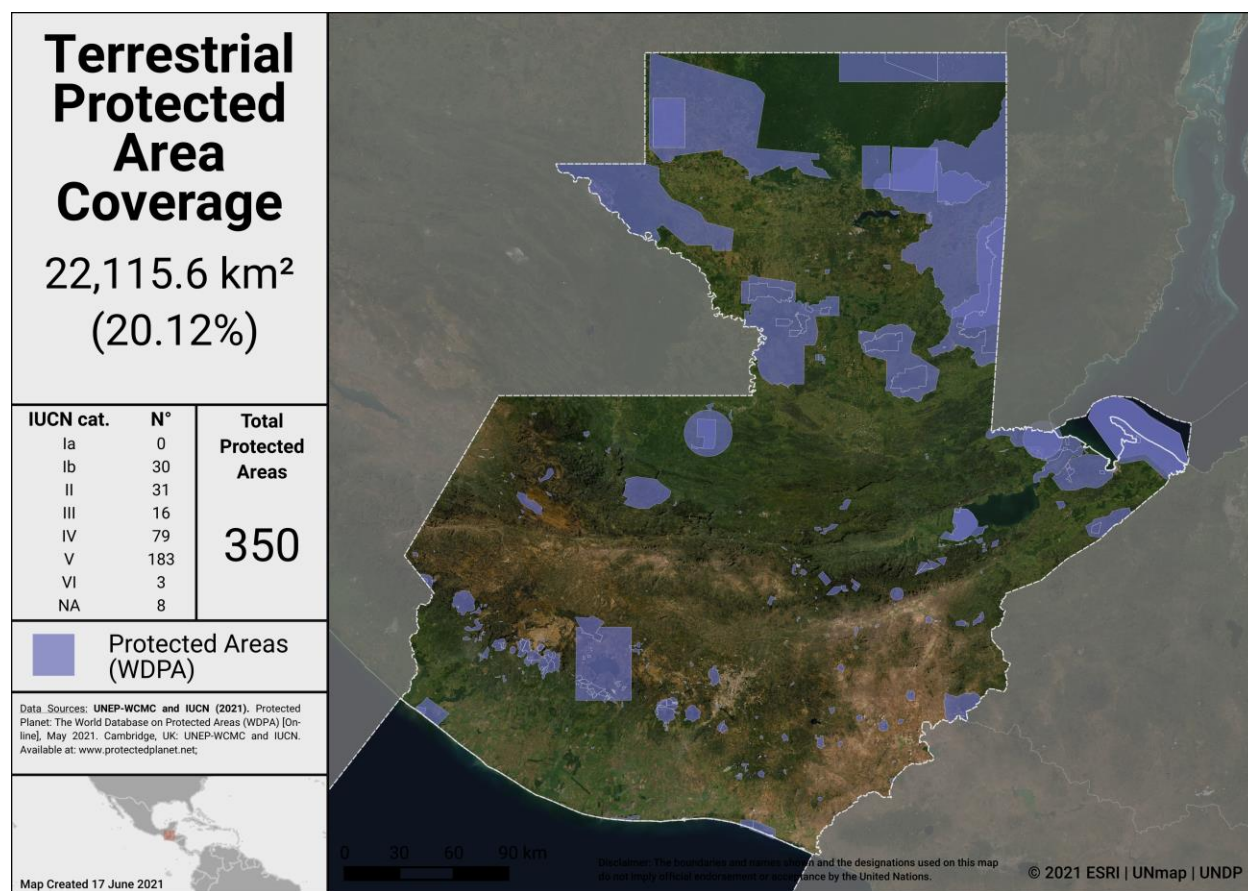 Terrestrial
Protected
Area
Coverage
22,115.6 km²
(20.12%)
IUCN cat. N°
Ia 0
Ib 30
II 31
III 16
IV 79
V 183
VI 3
NA 8
Total
Protected
Areas
350
Protected Areas
(WDPA)
Data Sources: UNEP-WCMC and IUCN (2021). Protected
Planet: The World Database on Protected Areas (WDPA) [On-
line], May 2021. Cambridge, UK: UNEP-WCMC and IUCN.
Available at: www.protectedplanet.net;
Map Created 17 June 2021
0 30 60 90 km
Disclaimer: The boundaries and names shown and the designations used on this map
do not imply official endorsement or acceptance by the United Nations.
© 2021 ESRI | UNmap | UNDP